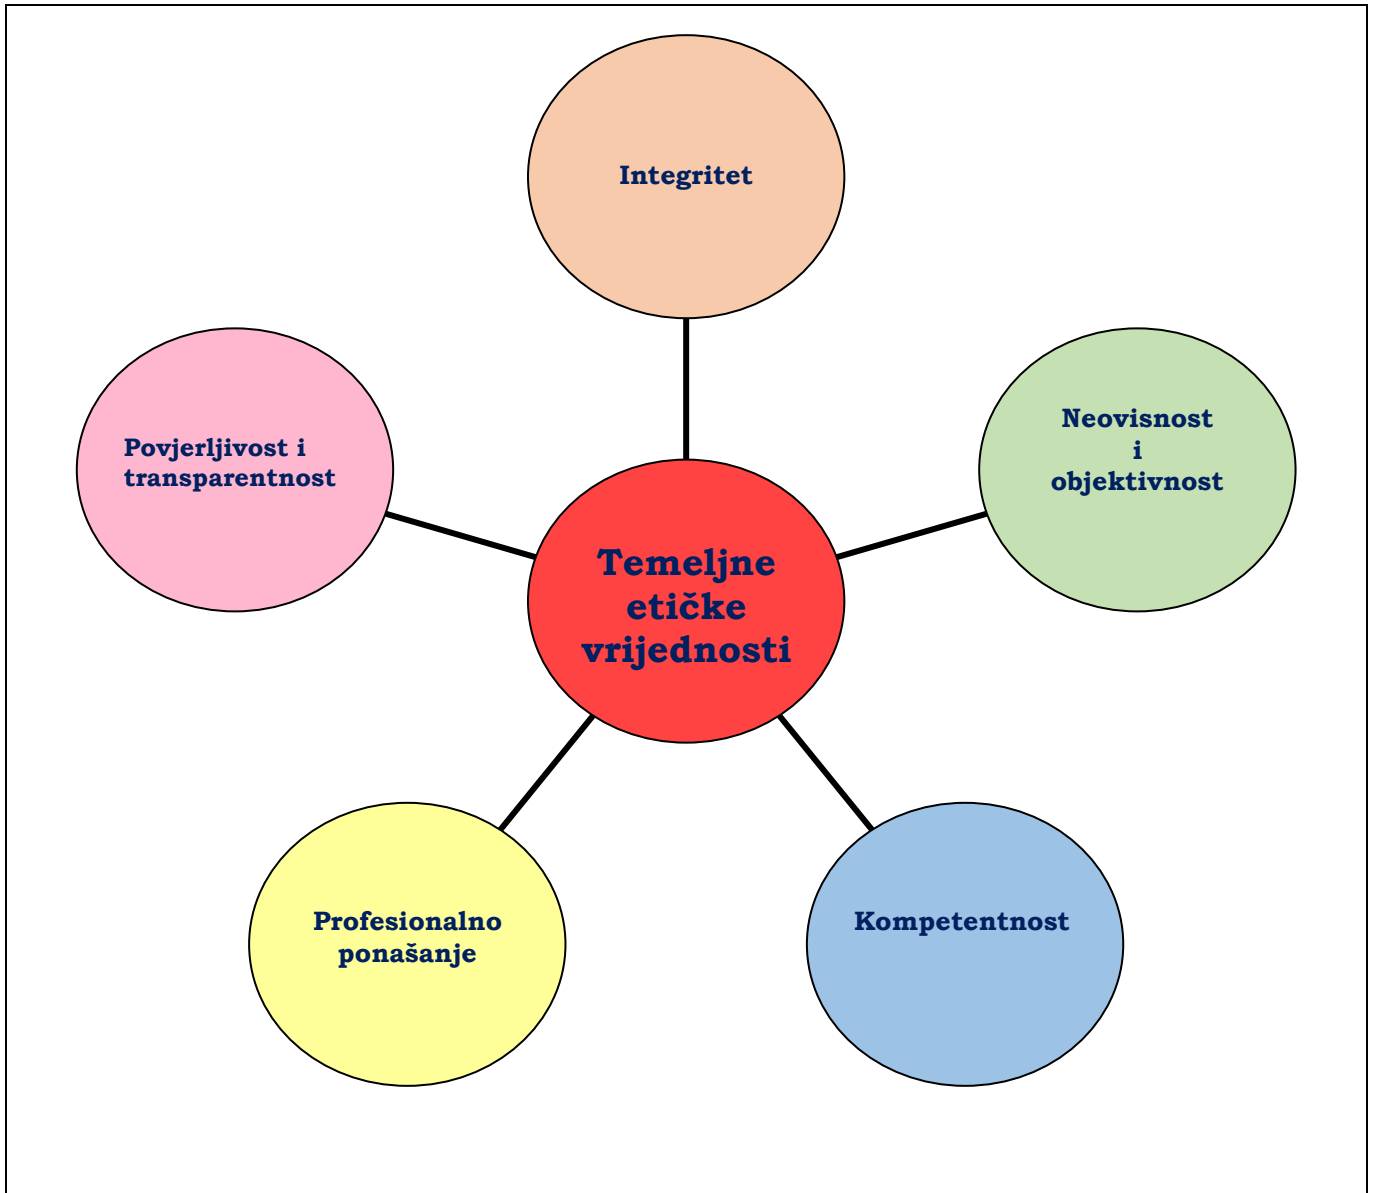 Integritet
Neovisnost
i
objektivnost
Povjerljivost i
transparentnost
Temeljne
etičke
vrijednosti
Profesionalno
ponašanje
Kompetentnost